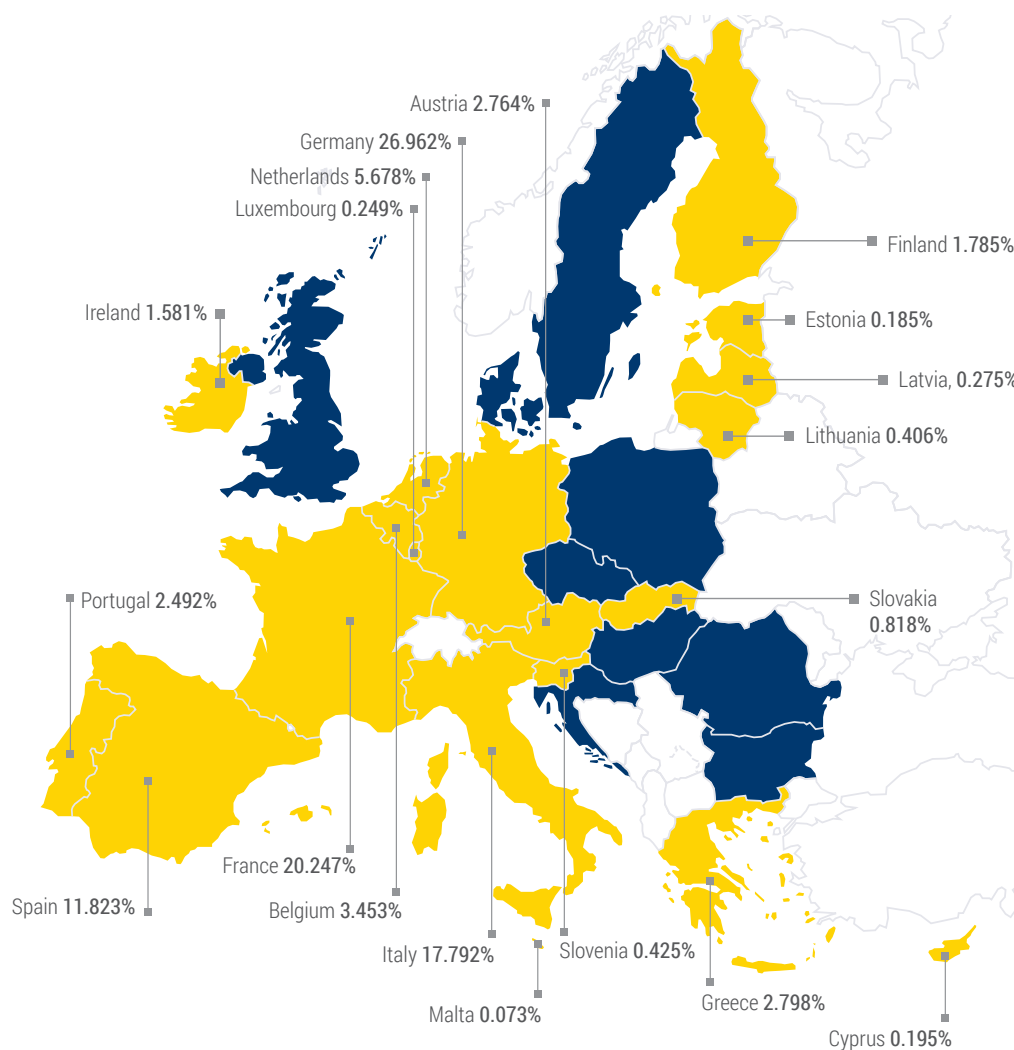 Austria 2.764%
Germany 26.962%
Netherlands 5.678%
Luxembourg 0.249%
Finland 1.785%
Ireland 1.581%
Estonia 0.185%
Latvia, 0.275%
Lithuania 0.406%
Portugal 2.492%
Slovakia
0.818%
France 20.247%
Spain 11.823%
Belgium 3.453%
Italy 17.792%
Slovenia 0.425%
Malta 0.073%
Greece 2.798%
Cyprus 0.195%